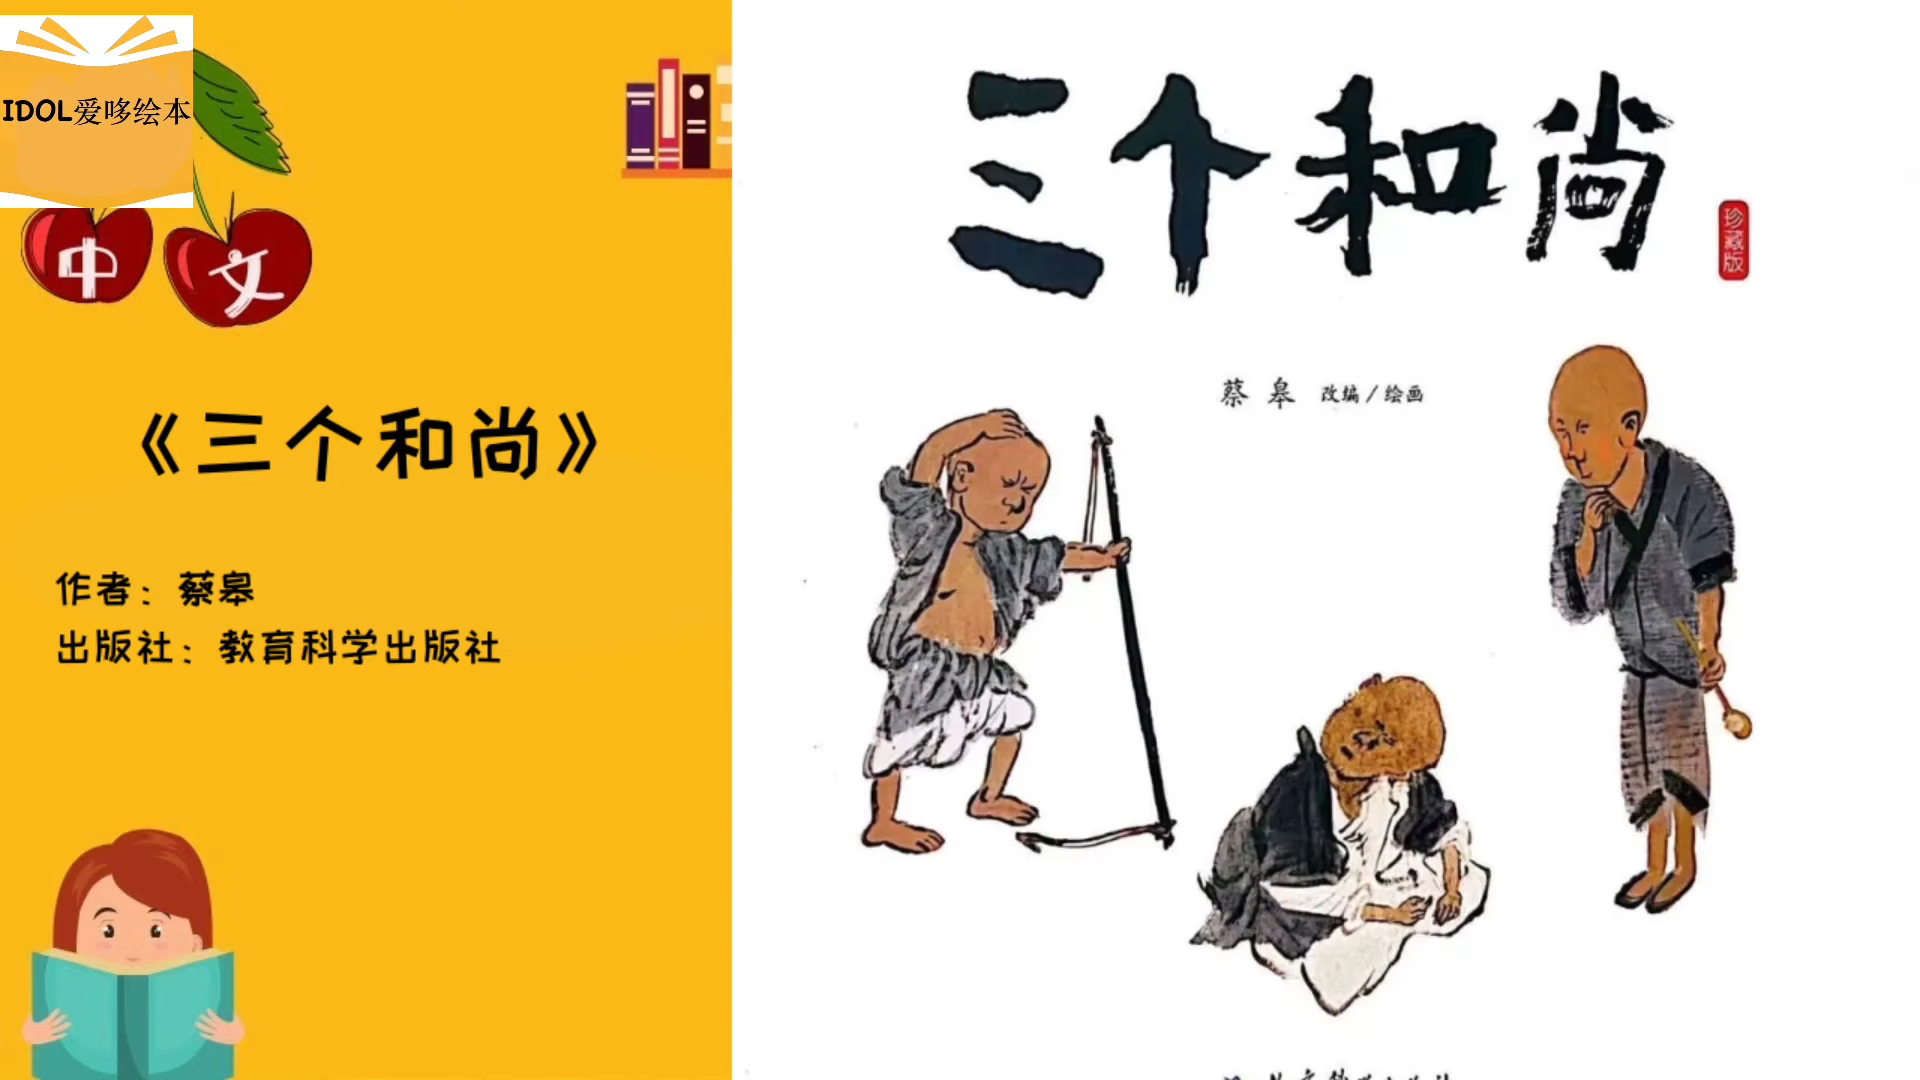 IDOL爱哆绘本
中文
《三个和尚》
作者：蔡皋
出版社：教育科学出版社
三个和尚
珍藏版
蔡皋 改编/绘画